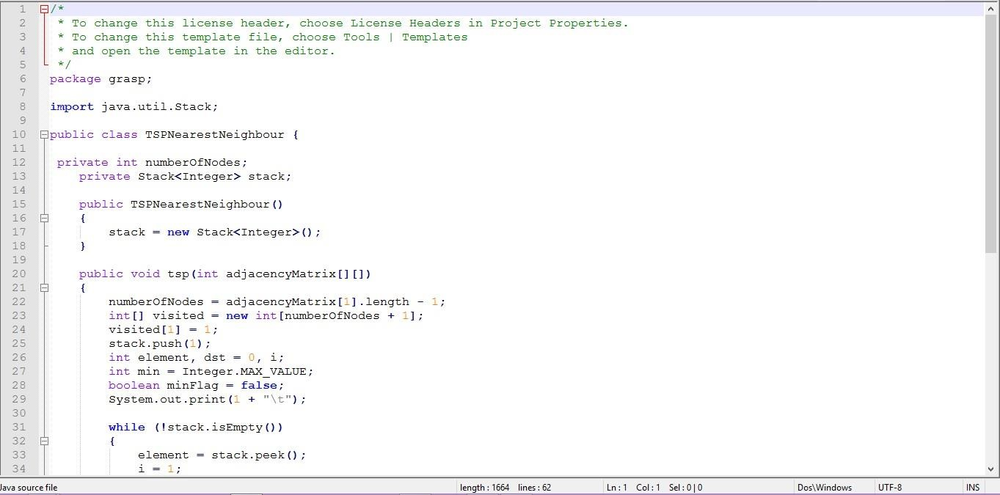 1 /*
2  * To change this license header, choose License Headers in Project Properties.
3  * To change this template file, choose Tools | Templates
4  * and open the template in the editor.
5  */
6 package grasp;
7
8 import java.util.Stack;
9
10 public class TSPNearestNeighbour {
11
12  private int numberOfNodes;
13     private Stack<Integer> stack;
14
15     public TSPNearestNeighbour()
16     {
17         stack = new Stack<Integer>();
18     }
19
20     public void tsp(int adjacencyMatrix[][])
21     {
22         numberOfNodes = adjacencyMatrix[1].length - 1;
23         int[] visited = new int[numberOfNodes + 1];
24         visited[1] = 1;
25         stack.push(1);
26         int element, dst = 0, i;
27         int min = Integer.MAX_VALUE;
28         boolean minFlag = false;
29         System.out.print(1 + "\t");
30
31         while (!stack.isEmpty())
32         {
33             element = stack.peek();
34             i = 1;
Java source file length : 1664 lines : 62 Ln : 1 Col : 1 Sel : 0 | 0 Dos\Windows UTF-8 INS